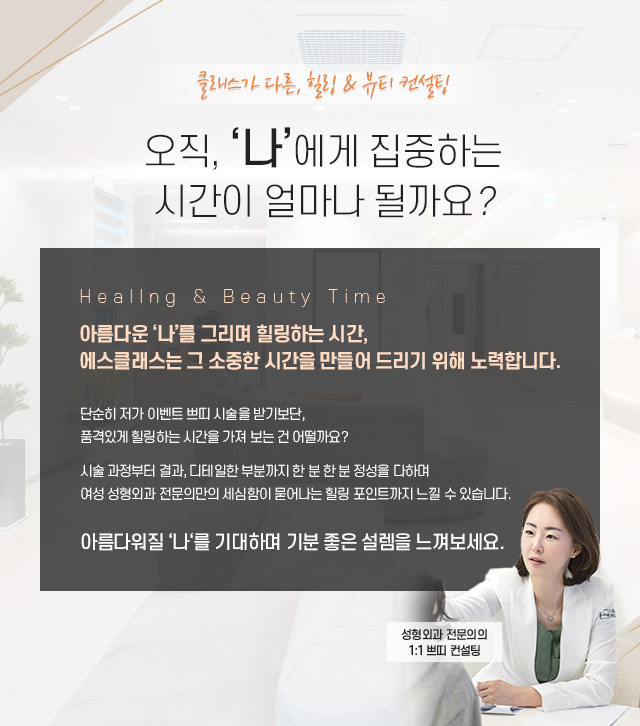 클래스가 다른, 힐링 & 뷰티 컨설팅
오직, ‘나’에게 집중하는
시간이 얼마나 될까요?
Heallng & Beauty Time
아름다운 ‘나’를 그리며 힐링하는 시간,
에스클래스는 그 소중한 시간을 만들어 드리기 위해 노력합니다.
단순히 저가 이벤트 쁘띠 시술을 받기보단,
품격있게 힐링하는 시간을 가져 보는 건 어떨까요?
시술 과정부터 결과, 디테일한 부분까지 한 분 한 분 정성을 다하며
여성 성형외과 전문의만의 세심함이 묻어나는 힐링 포인트까지 느낄 수 있습니다.
아름다워질 ‘나‘를 기대하며 기분 좋은 설렘을 느껴보세요.
성형외과 전문의의
1:1 쁘띠 컨설팅